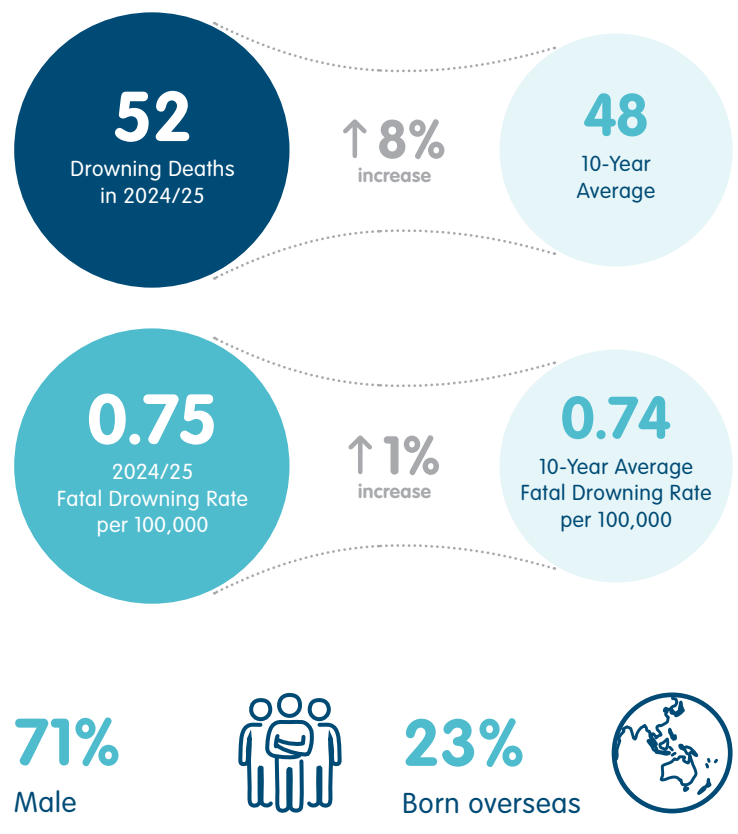 52
Drowning Deaths
in 2024/25
↑ 8%
increase
48
10-Year
Average
0.75
2024/25
Fatal Drowning Rate
per 100,000
↑ 1%
increase
0.74
10-Year Average
Fatal Drowning Rate
per 100,000
71%
Male
23%
Born overseas